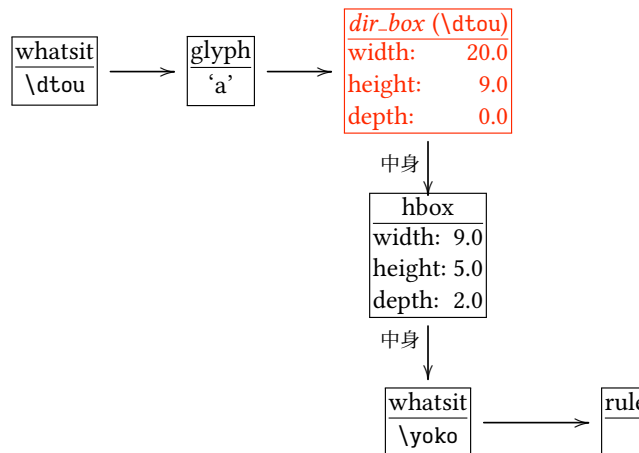 whatsit
\dtou
glyph
‘a’
dir_box (\dtou)
width: 20.0
height: 9.0
depth: 0.0
中身
hbox
width: 9.0
height: 5.0
depth: 2.0
中身
whatsit
\yoko